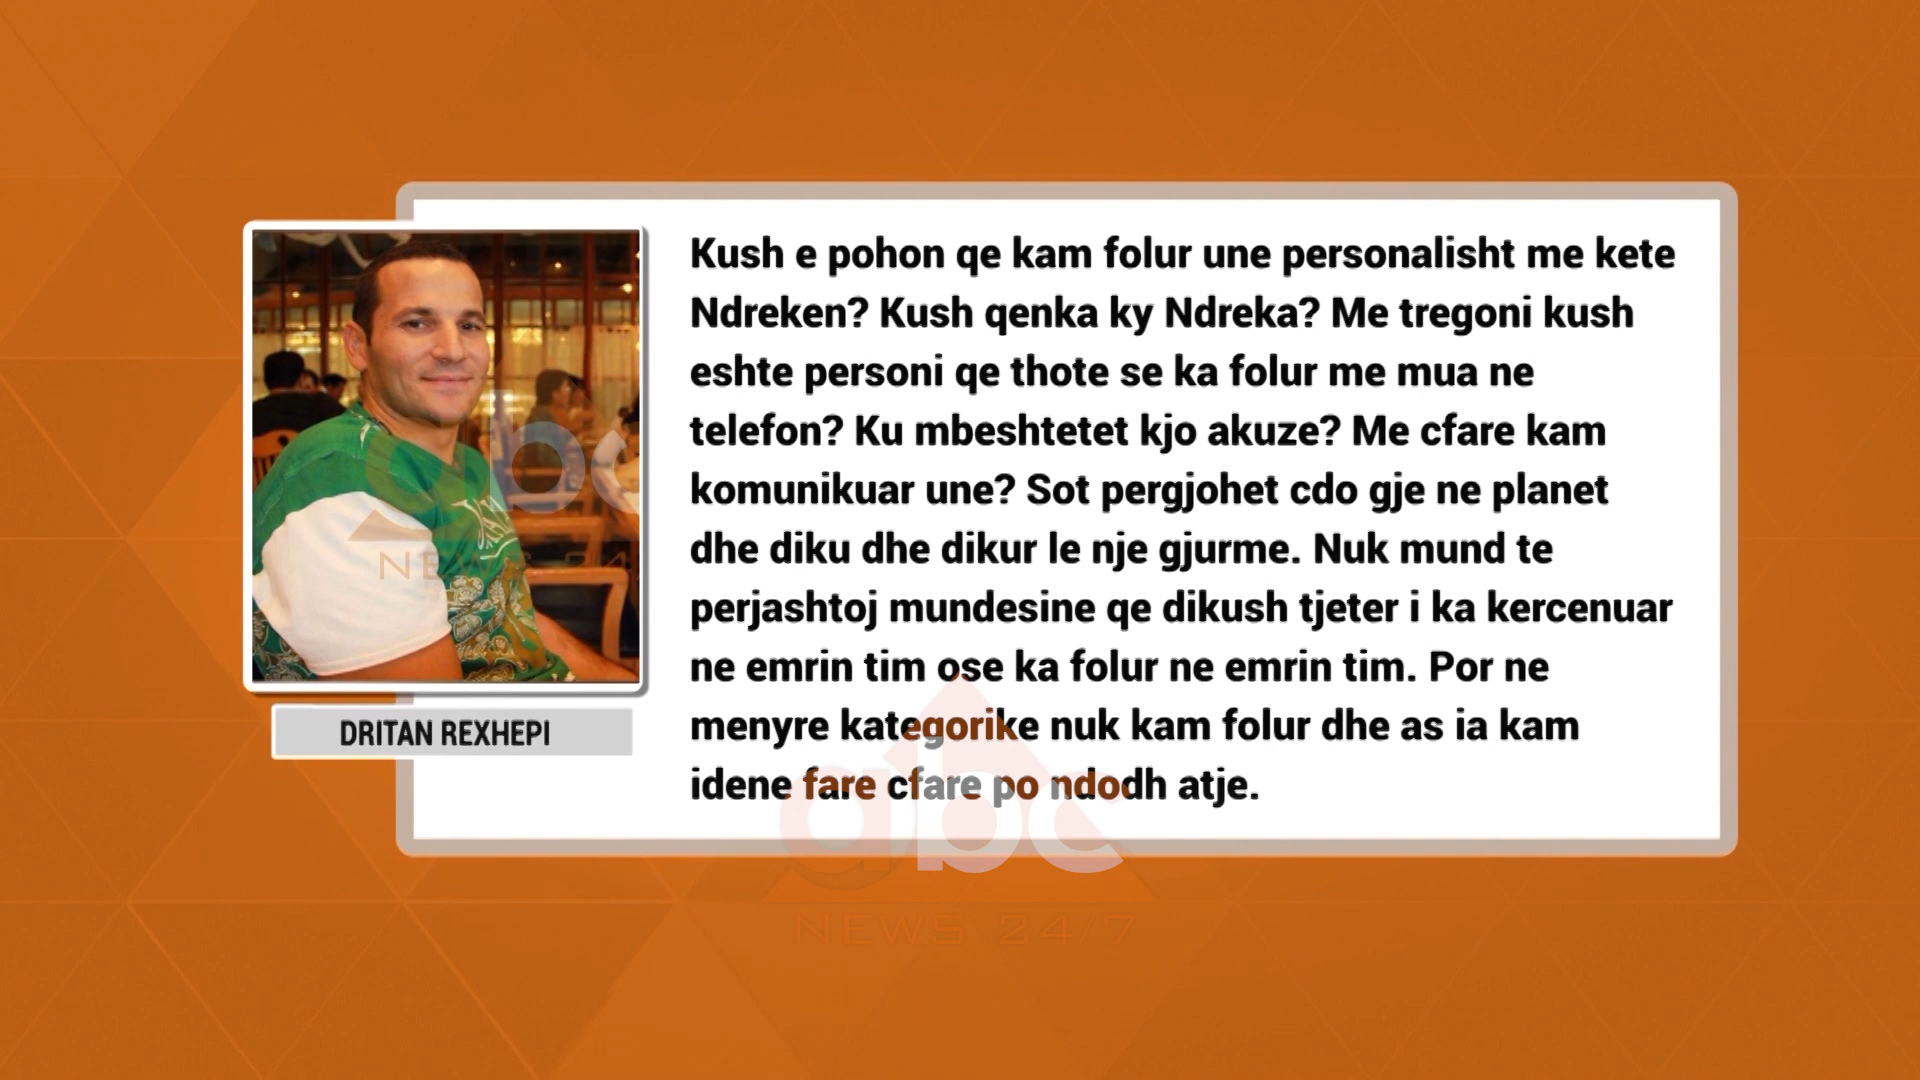 Kush e pohon qe kam folur une personalisht me kete
Ndreken? Kush qenka ky Ndreka? Me tregoni kush
eshte personi qe thote se ka folur me mua ne
telefon? Ku mbeshtetet kjo akuze? Me cfare kam
komunikuar une? Sot pergjohet cdo gje ne planet
dhe diku dhe dikur le nje gjurme. Nuk mund te
perjashtoj mundesine qe dikush tjeter i ka kercenuar
ne emrin tim ose ka folur ne emrin tim. Por ne
menyre kategorike nuk kam folur dhe as ia kam
idene fare cfare po ndodh atje.
DRITAN REXHEPI
abc
NEWS 24/7